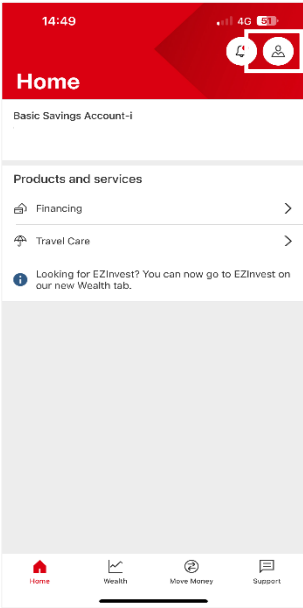 14:49
4G 51
Home
Basic Savings Account-i
Products and services
Financing
Travel Care
Looking for EZInvest? You can now go to EZInvest on
our new Wealth tab.
Home Wealth Move Money Support